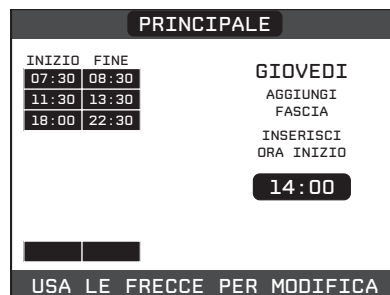 PRINCIPALE
INIZIO FINE
07:30 08:30
11:30 13:30
18:00 22:30
GIOVEDI
AGGIUNGI
FASCIA
INSERISCI
ORA INIZIO
14:00
USA LE FRECCE PER MODIFICA